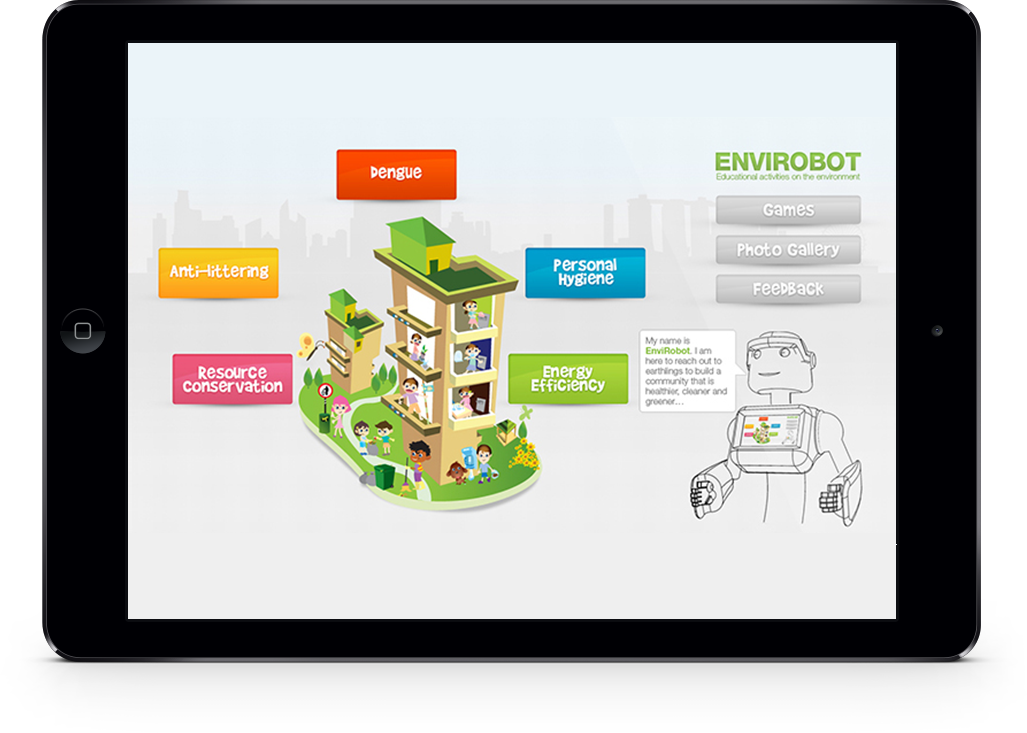 Dengue
Anti-littering
Personal
Hygiene
Resource
conservation
Energy
Efficiency
ENVIROBOT
Educational activities on the environment
Games
Photo Gallery
Feedback
My name is
EnviRobot. I am
here to reach out to
earthlings to build a
community that is
healthier, cleaner and
greener…